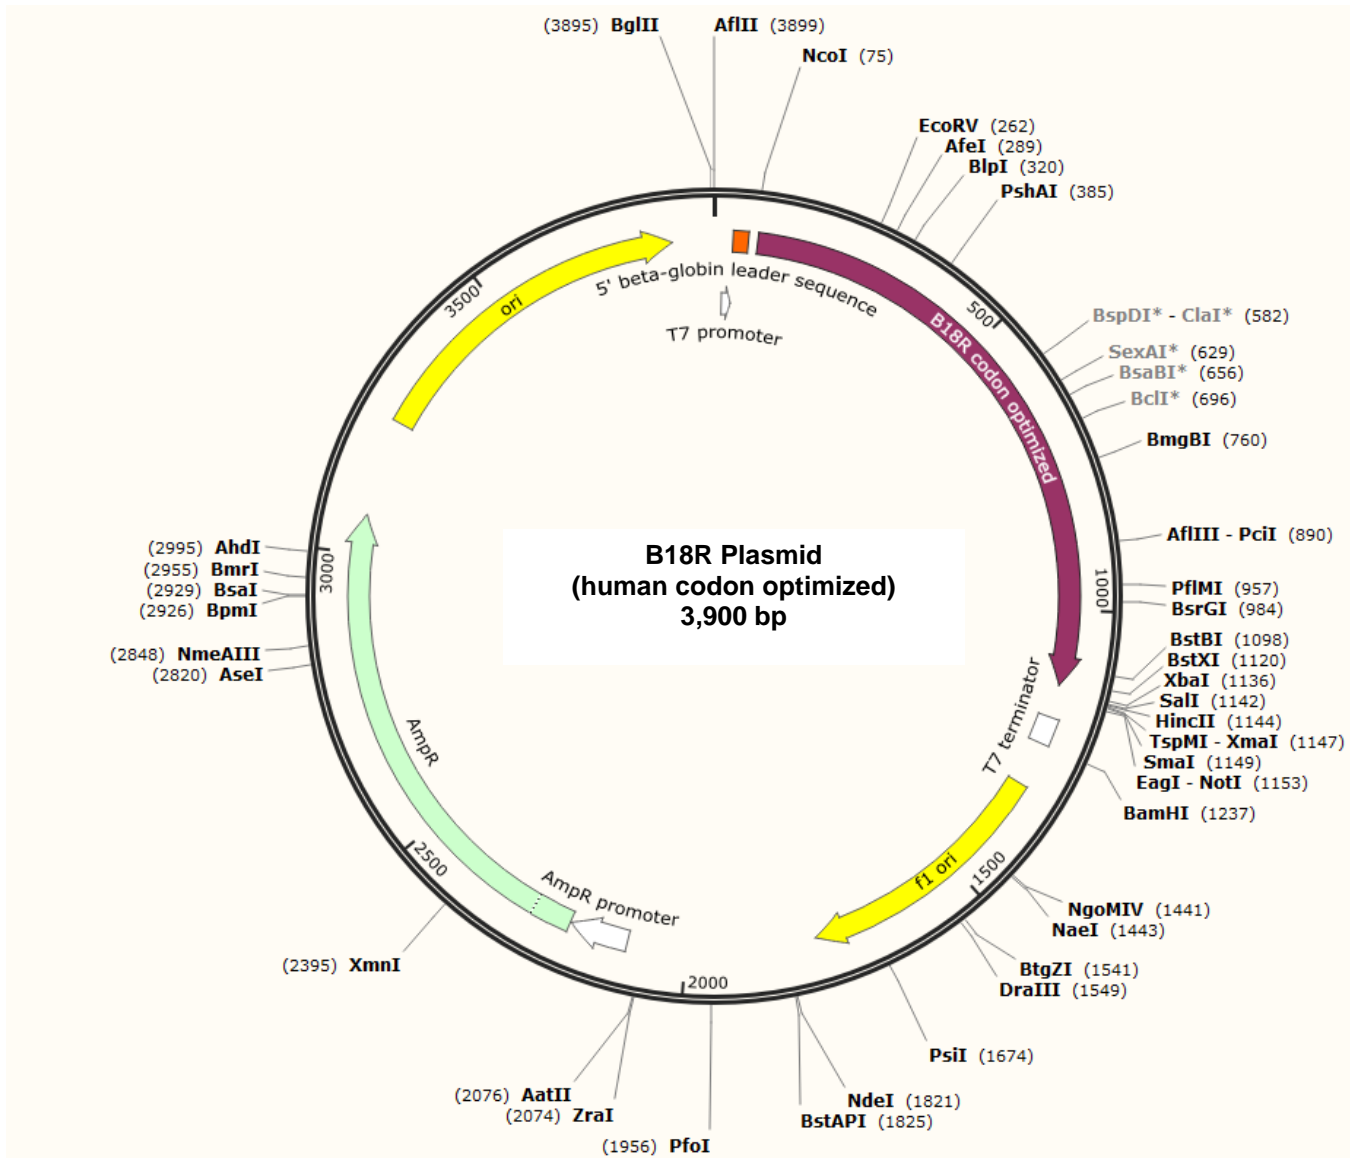 (3895) BglII
AflII (3899)
NcoI (75)
EcoRV (262)
AfeI (289)
BlpI (320)
PshAI (385)
BspDI* - ClaI* (582)
SexAI* (629)
BsaBI* (656)
BclI* (696)
BmgBI (760)
AflIII - PciI (890)
PflMI (957)
BsrGI (984)
BstBI (1098)
BstXI (1120)
XbaI (1136)
SalI (1142)
HincII (1144)
TspMI - XmaI (1147)
SmaI (1149)
EagI - NotI (1153)
BamHI (1237)
NgoMIV (1441)
NaeI (1443)
BtgZI (1541)
DraIII (1549)
PsiI (1674)
NdeI (1821)
BstAPI (1825)
(1956) PfoI
(2074) ZraI
(2076) AatII
(2395) XmnI
(2820) AseI
(2848) NmeAIII
(2926) BpmI
(2929) BsaI
(2955) BmrI
(2995) AhdI
500
1000
1500
2000
2500
3000
3500
ori
5' beta-globin leader sequence
T7 promoter
B18R codon optimized
T7 terminator
f1 ori
AmpR promoter
AmpR
B18R Plasmid
(human codon optimized)
3,900 bp